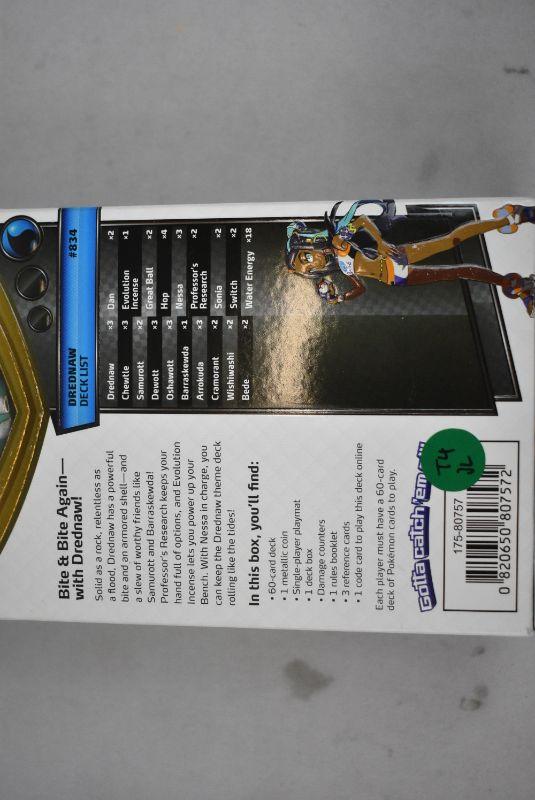 Bite & Bite Again—
with Drednaw!
Solid as a rock, relentless as
a flood, Drednaw has a powerful
bite and an armored shell—and
a slew of worthy friends like
Samurott and Barraskewda!
Professor's Research keeps your
hand full of options, and Evolution
Incense lets you power up your
Bench. With Nessa in charge, you
can keep the Drednaw theme deck
rolling like the tides!
In this box, you'll find:
• 60-card deck
• 1 metallic coin
• Single-player playmat
• 1 deck box
• Damage counters
• 1 rules booklet
• 3 reference cards
• 1 code card to play this deck online
Each player must have a 60-card
deck of Pokémon cards to play.
Gotta catch 'em
175-80757
0 820650 807572
T4
JL
DREDNAW #834
DECK LIST
Drednaw ×3
Chewtle ×3
Samurott ×2
Dewott ×3
Oshawott ×3
Barraskewda ×1
Arrokuda ×3
Cramorant ×2
Wishiwashi ×2
Bede ×2
Dan ×2
Evolution
Incense ×1
Great Ball ×2
Hop ×4
Nessa ×3
Professor's
Research ×2
Sonia ×2
Switch ×2
Water Energy ×18